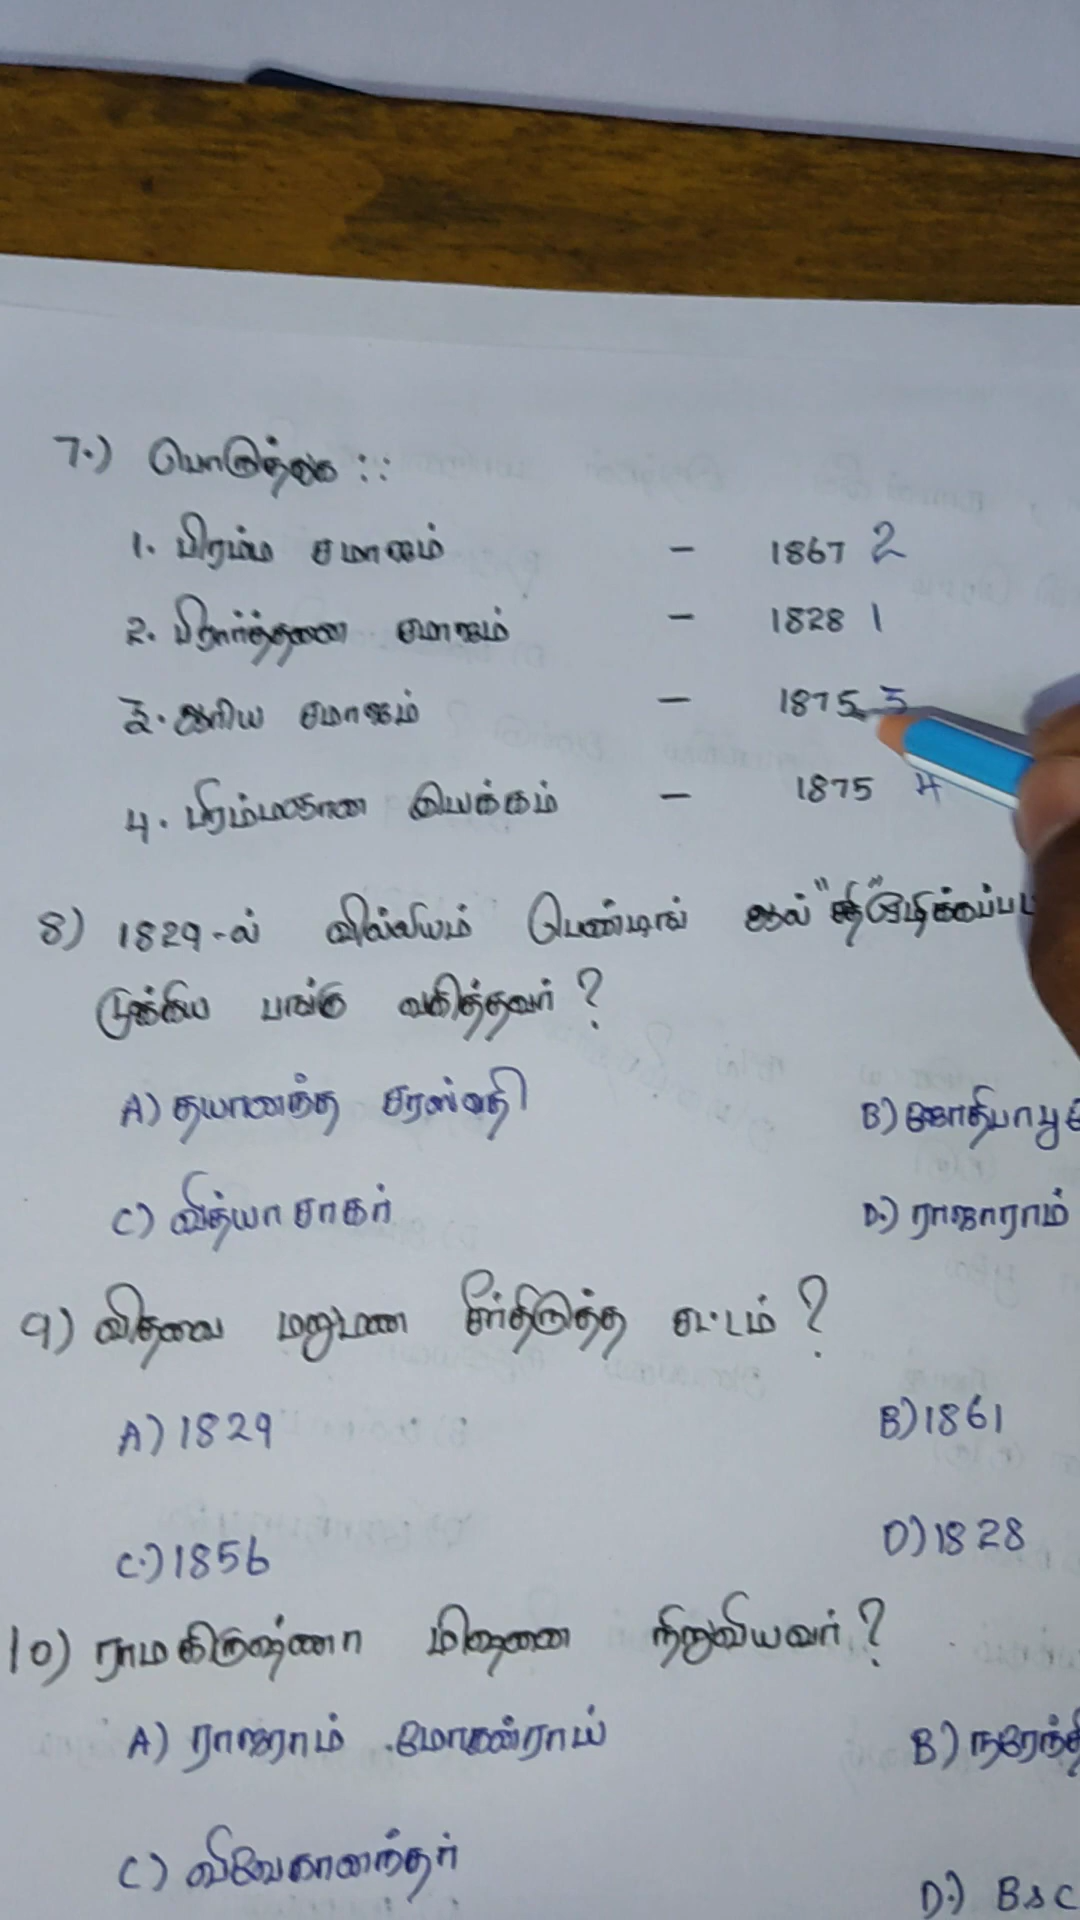 7.) பொடுத்துக ::
1. பிரம்ம சமாஜம் - 1867 2
2. பிரார்த்தனை சமாஜம் - 1828 1
3. ஆரிய சமாஜம் - 1875 3
4. பிரம்மஞான இயக்கம் - 1875 4
8) 1829-ல் வில்லியம் பெண்டிங் ஆல் "சதி"
முக்கிய பங்கு வகித்தவர் ?
A) தயானந்த சரஸ்வதி B) ஜோதிபாபூ
C) வித்யாசாகர் D.) ராஜாராம்
9) விதவை மறுமண சீர்திருத்த சட்டம் ?
A) 1829 B) 1861
C.) 1856 D) 1828
10) ராமகிருஷ்ணா மிஷனை நிறுவியவர் ?
A) ராஜாராம் மோகன்ராய் B) நரேந்தி
C) விவேகானந்தர் D.) B&C